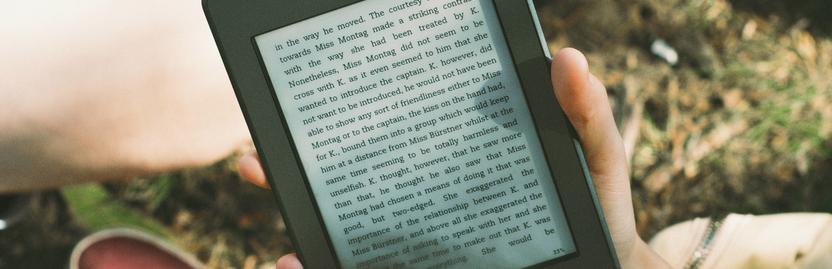 in the way he moved. The courtesy
towards Miss Montag made a striking contrast
with the way she had been treated by K.
Nonetheless, Miss Montag did not seem to be
cross with K. as it even seemed to him that she
wanted to introduce the captain. K. however, did
not want to be introduced, he would not have been
able to show any sort of friendliness either to Miss
Montag or to the captain, the kiss on the hand had,
for K., bound them into a group which would keep
him at a distance from Miss Bürstner whilst at the
same time seeming to be totally harmless and
unselfish. K. thought, however, that he saw more
than that, he thought he also saw that Miss
Montag had chosen a means of doing it that was
good, but two-edged. She exaggerated the
importance of the relationship between K. and
Miss Bürstner, and above all she exaggerated the
importance of asking to speak with her and she
the same time to make out that K. was
everything. She would be